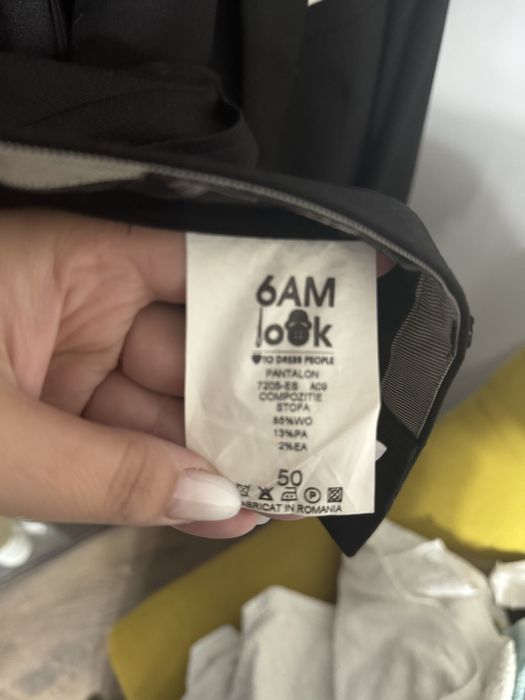 6AM
look
TO DRESS PEOPLE
PANTALON
7205-ES A09
COMPOZITIE
STOFA
85%WO
13%PA
2%EA
50
P
FABRICAT IN ROMANIA